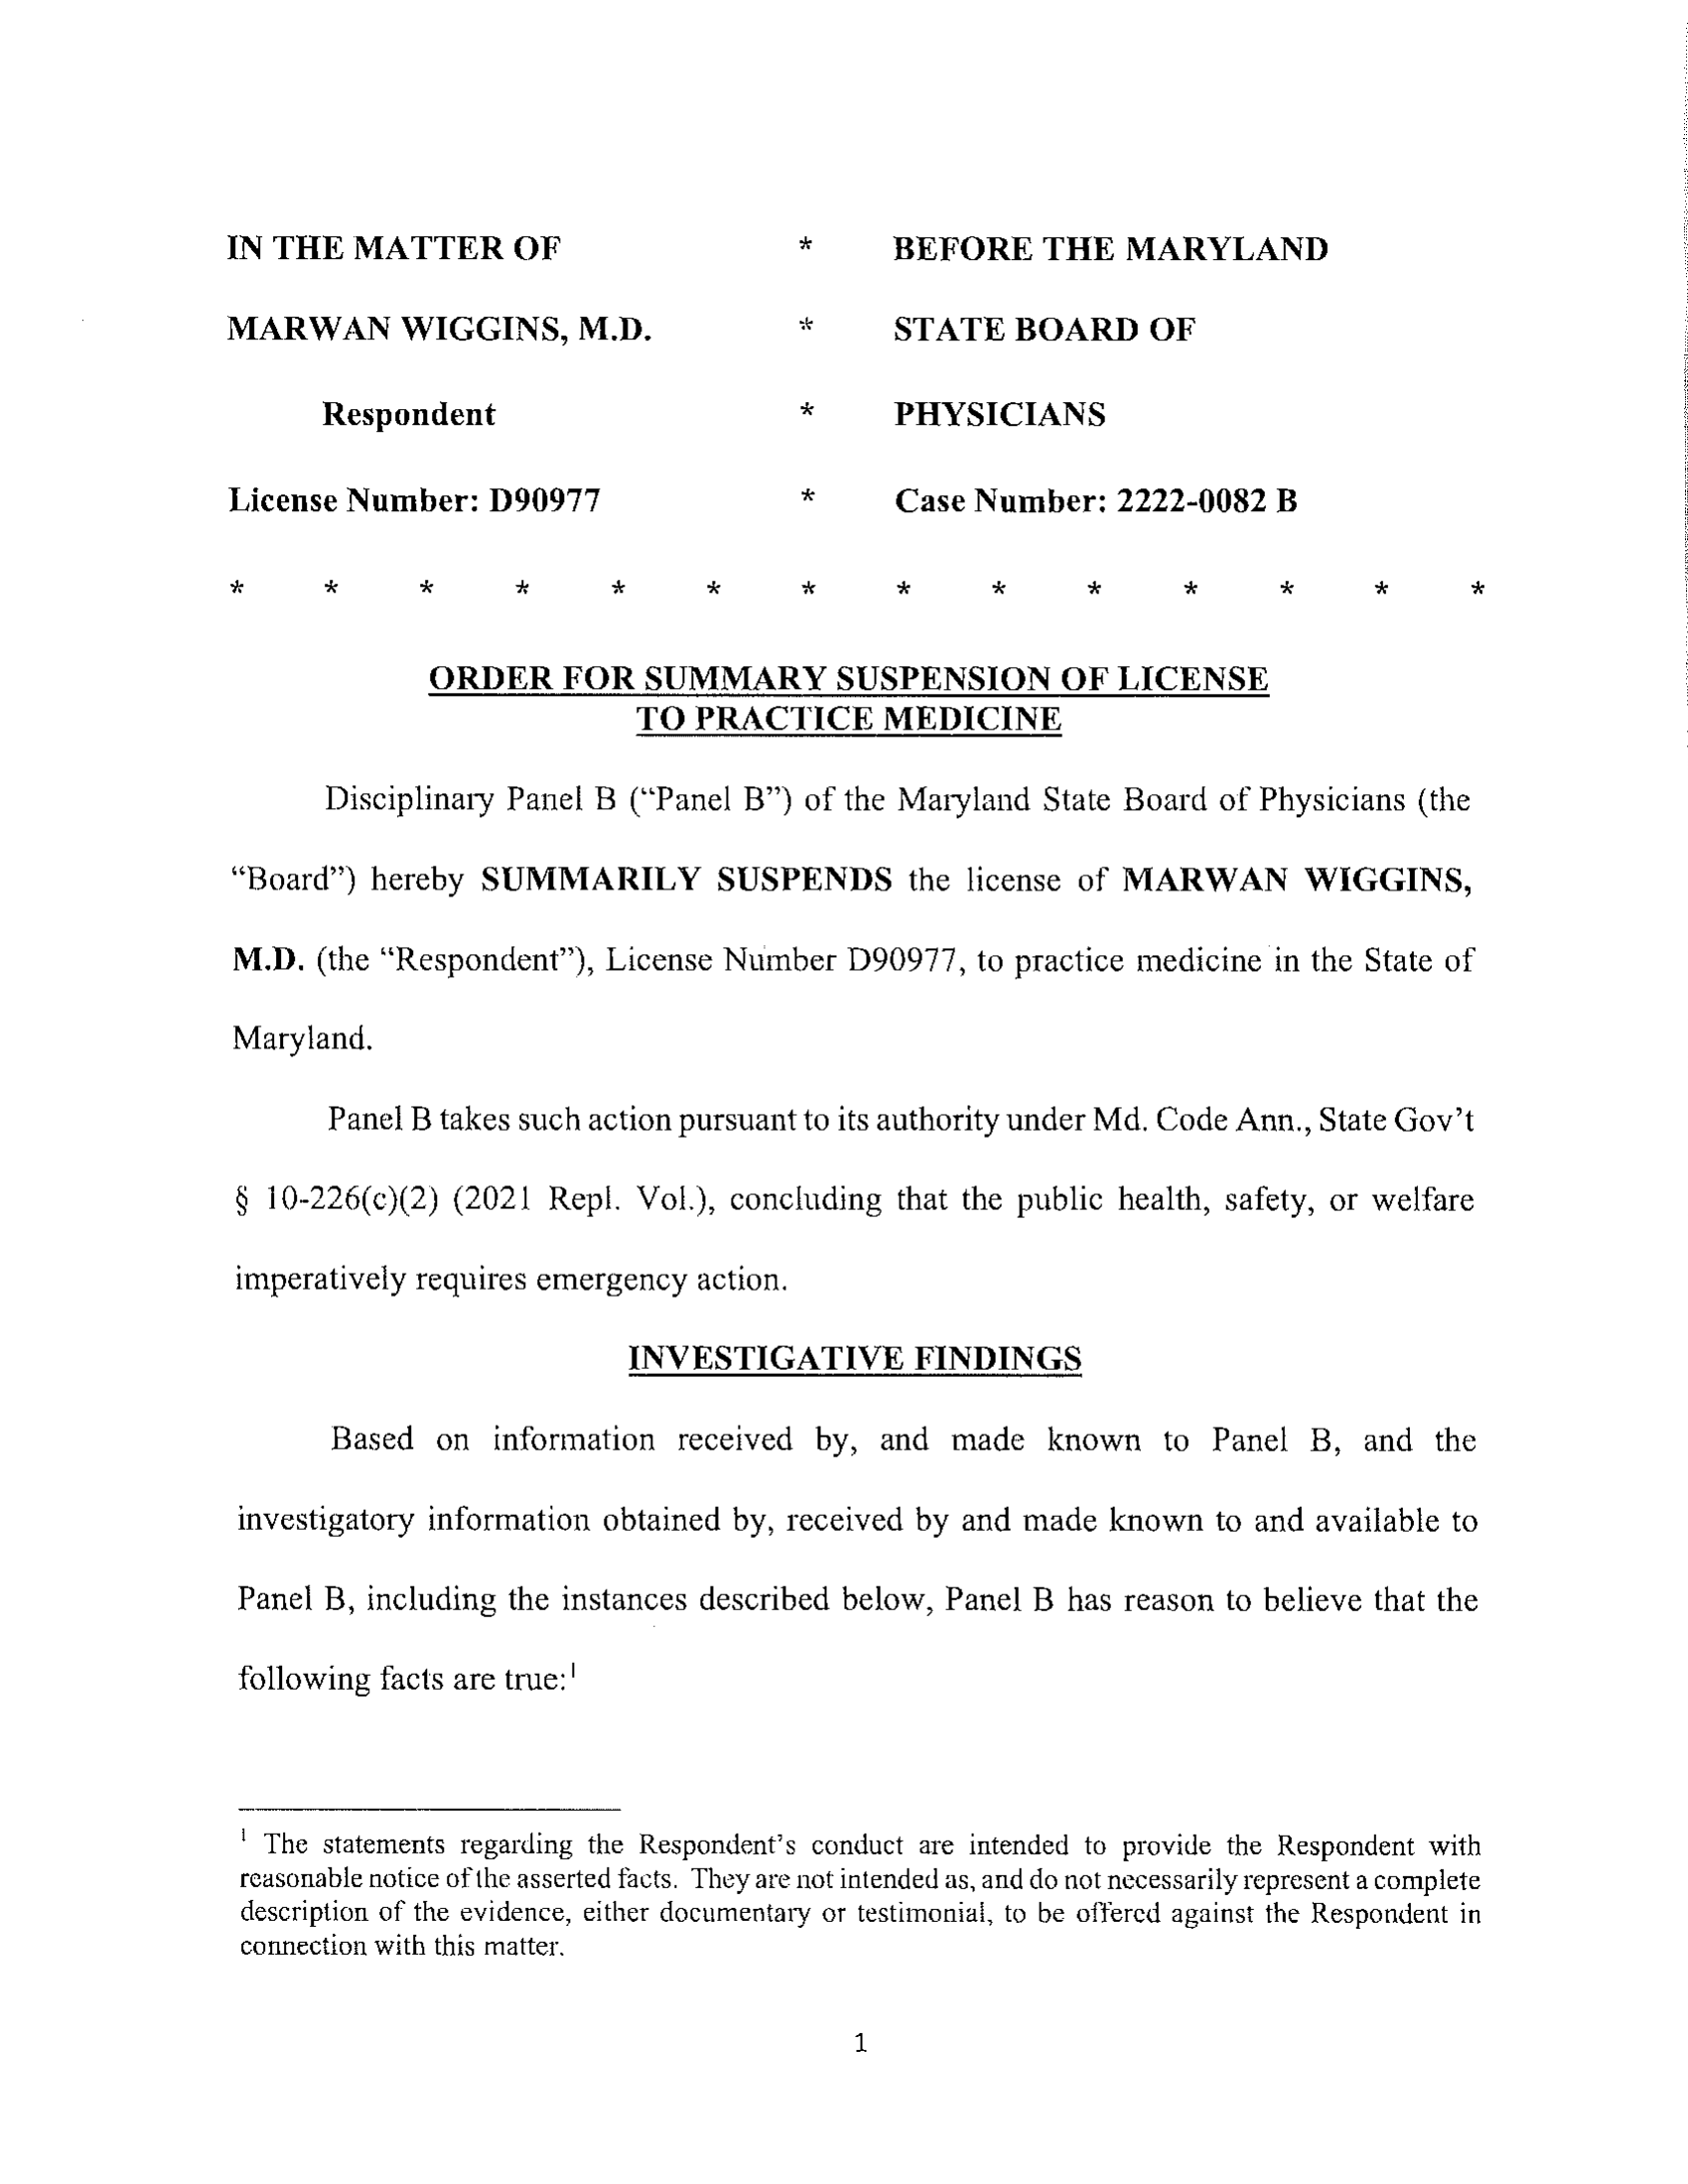 IN THE MATTER OF * BEFORE THE MARYLAND
MARWAN WIGGINS, M.D. * STATE BOARD OF
Respondent * PHYSICIANS
License Number: D90977 * Case Number: 2222-0082 B
* * * * * * * * * * * * * *
ORDER FOR SUMMARY SUSPENSION OF LICENSE
TO PRACTICE MEDICINE
Disciplinary Panel B (“Panel B”) of the Maryland State Board of Physicians (the
“Board”) hereby SUMMARILY SUSPENDS the license of MARWAN WIGGINS,
M.D. (the “Respondent”), License Number D90977, to practice medicine in the State of
Maryland.
Panel B takes such action pursuant to its authority under Md. Code Ann., State Gov’t
§ 10-226(c)(2) (2021 Repl. Vol.), concluding that the public health, safety, or welfare
imperatively requires emergency action.
INVESTIGATIVE FINDINGS
Based on information received by, and made known to Panel B, and the
investigatory information obtained by, received by and made known to and available to
Panel B, including the instances described below, Panel B has reason to believe that the
following facts are true:¹
¹ The statements regarding the Respondent’s conduct are intended to provide the Respondent with
reasonable notice of the asserted facts. They are not intended as, and do not necessarily represent a complete
description of the evidence, either documentary or testimonial, to be offered against the Respondent in
connection with this matter.
1